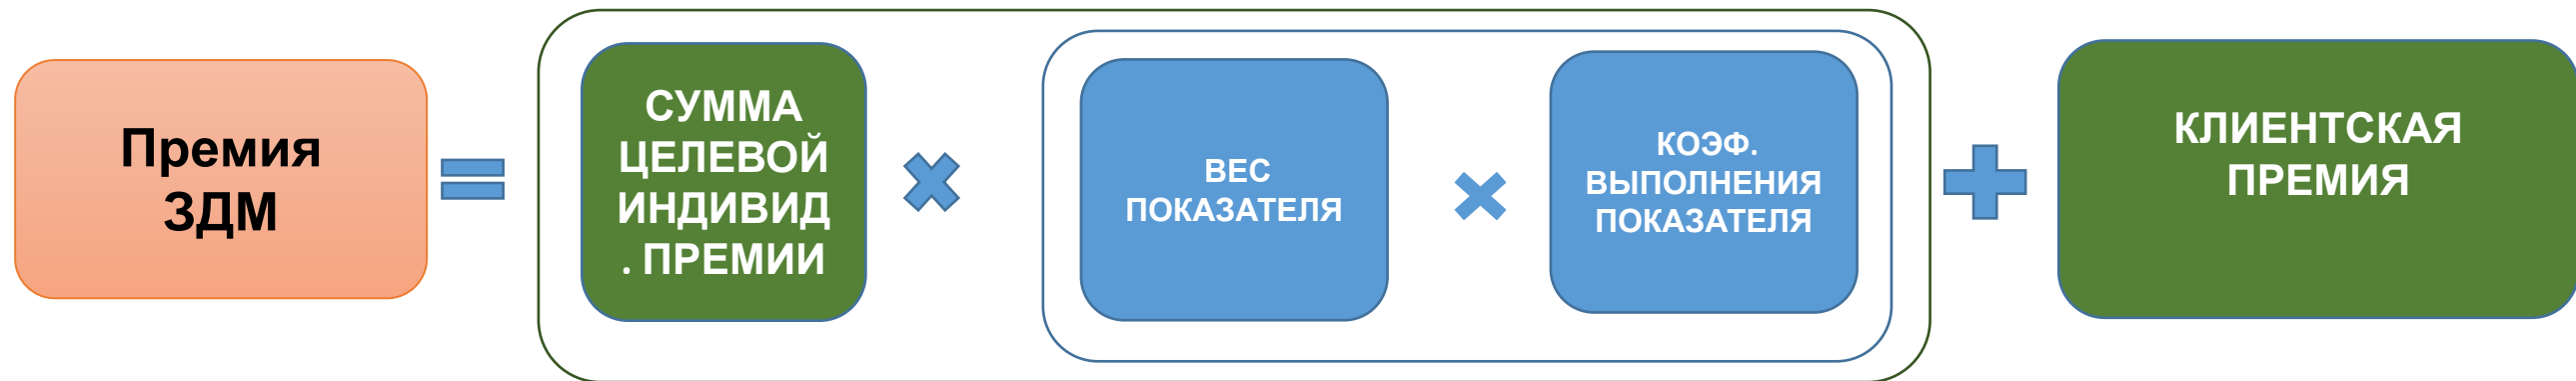 Премия
ЗДМ
СУММА
ЦЕЛЕВОЙ
ИНДИВИД
. ПРЕМИИ
ВЕС
ПОКАЗАТЕЛЯ
КОЭФ.
ВЫПОЛНЕНИЯ
ПОКАЗАТЕЛЯ
КЛИЕНТСКАЯ
ПРЕМИЯ